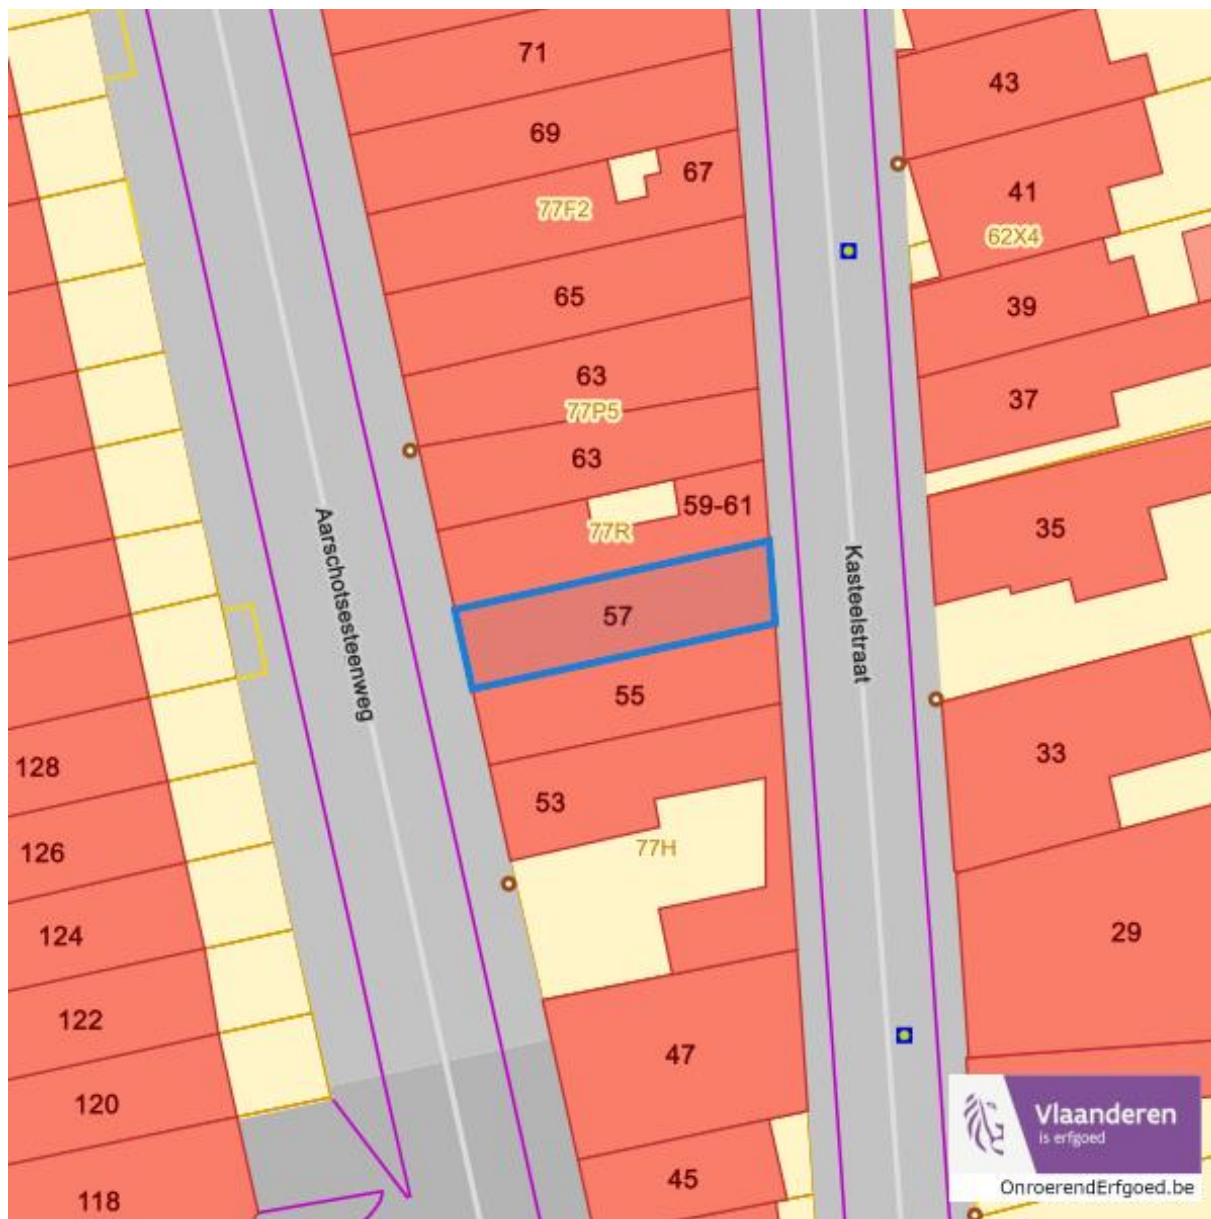 71
43
69
67
41
77F2
62X4
65
39
63
37
77P5
63
59-61
35
77R
Aarschotsesteenweg
Kasteelstraat
57
55
33
128
53
126
77H
29
124
122
47
120
Vlaanderen
is erfgoed
45
118
OnroerendErfgoed.be